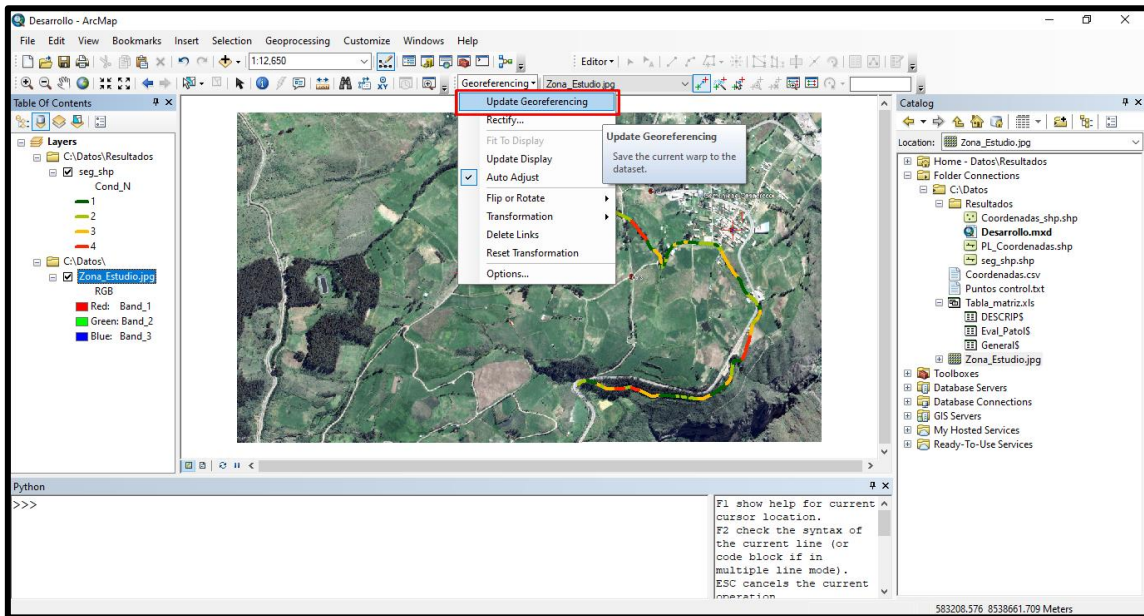 Desarrollo - ArcMap
File Edit View Bookmarks Insert Selection Geoprocessing Customize Windows Help
1:12,650
Editor
Georeferencing
Zona_Estudio.jpg
Table Of Contents
Layers
C:\Datos\Resultados
seg_shp
Cond_N
1
2
3
4
C:\Datos\
Zona_Estudio.jpg
RGB
Red: Band_1
Green: Band_2
Blue: Band_3
Update Georeferencing
Rectify...
Fit To Display
Update Display
Auto Adjust
Flip or Rotate
Transformation
Delete Links
Reset Transformation
Options...
Update Georeferencing
Save the current warp to the
dataset.
Catalog
Location: Zona_Estudio.jpg
Home - Datos\Resultados
Folder Connections
C:\Datos
Resultados
Coordenadas_shp.shp
Desarrollo.mxd
PL_Coordenadas.shp
seg_shp.shp
Coordenadas.csv
Puntos control.txt
Tabla_matriz.xls
DESCRIP$
Eval_Patol$
General$
Zona_Estudio.jpg
Toolboxes
Database Servers
Database Connections
GIS Servers
My Hosted Services
Ready-To-Use Services
Python
>>>
F1 show help for current
cursor location.
F2 check the syntax of
the current line (or
code block if in
multiple line mode).
ESC cancels the current
operation
583208.576 8538661.709 Meters